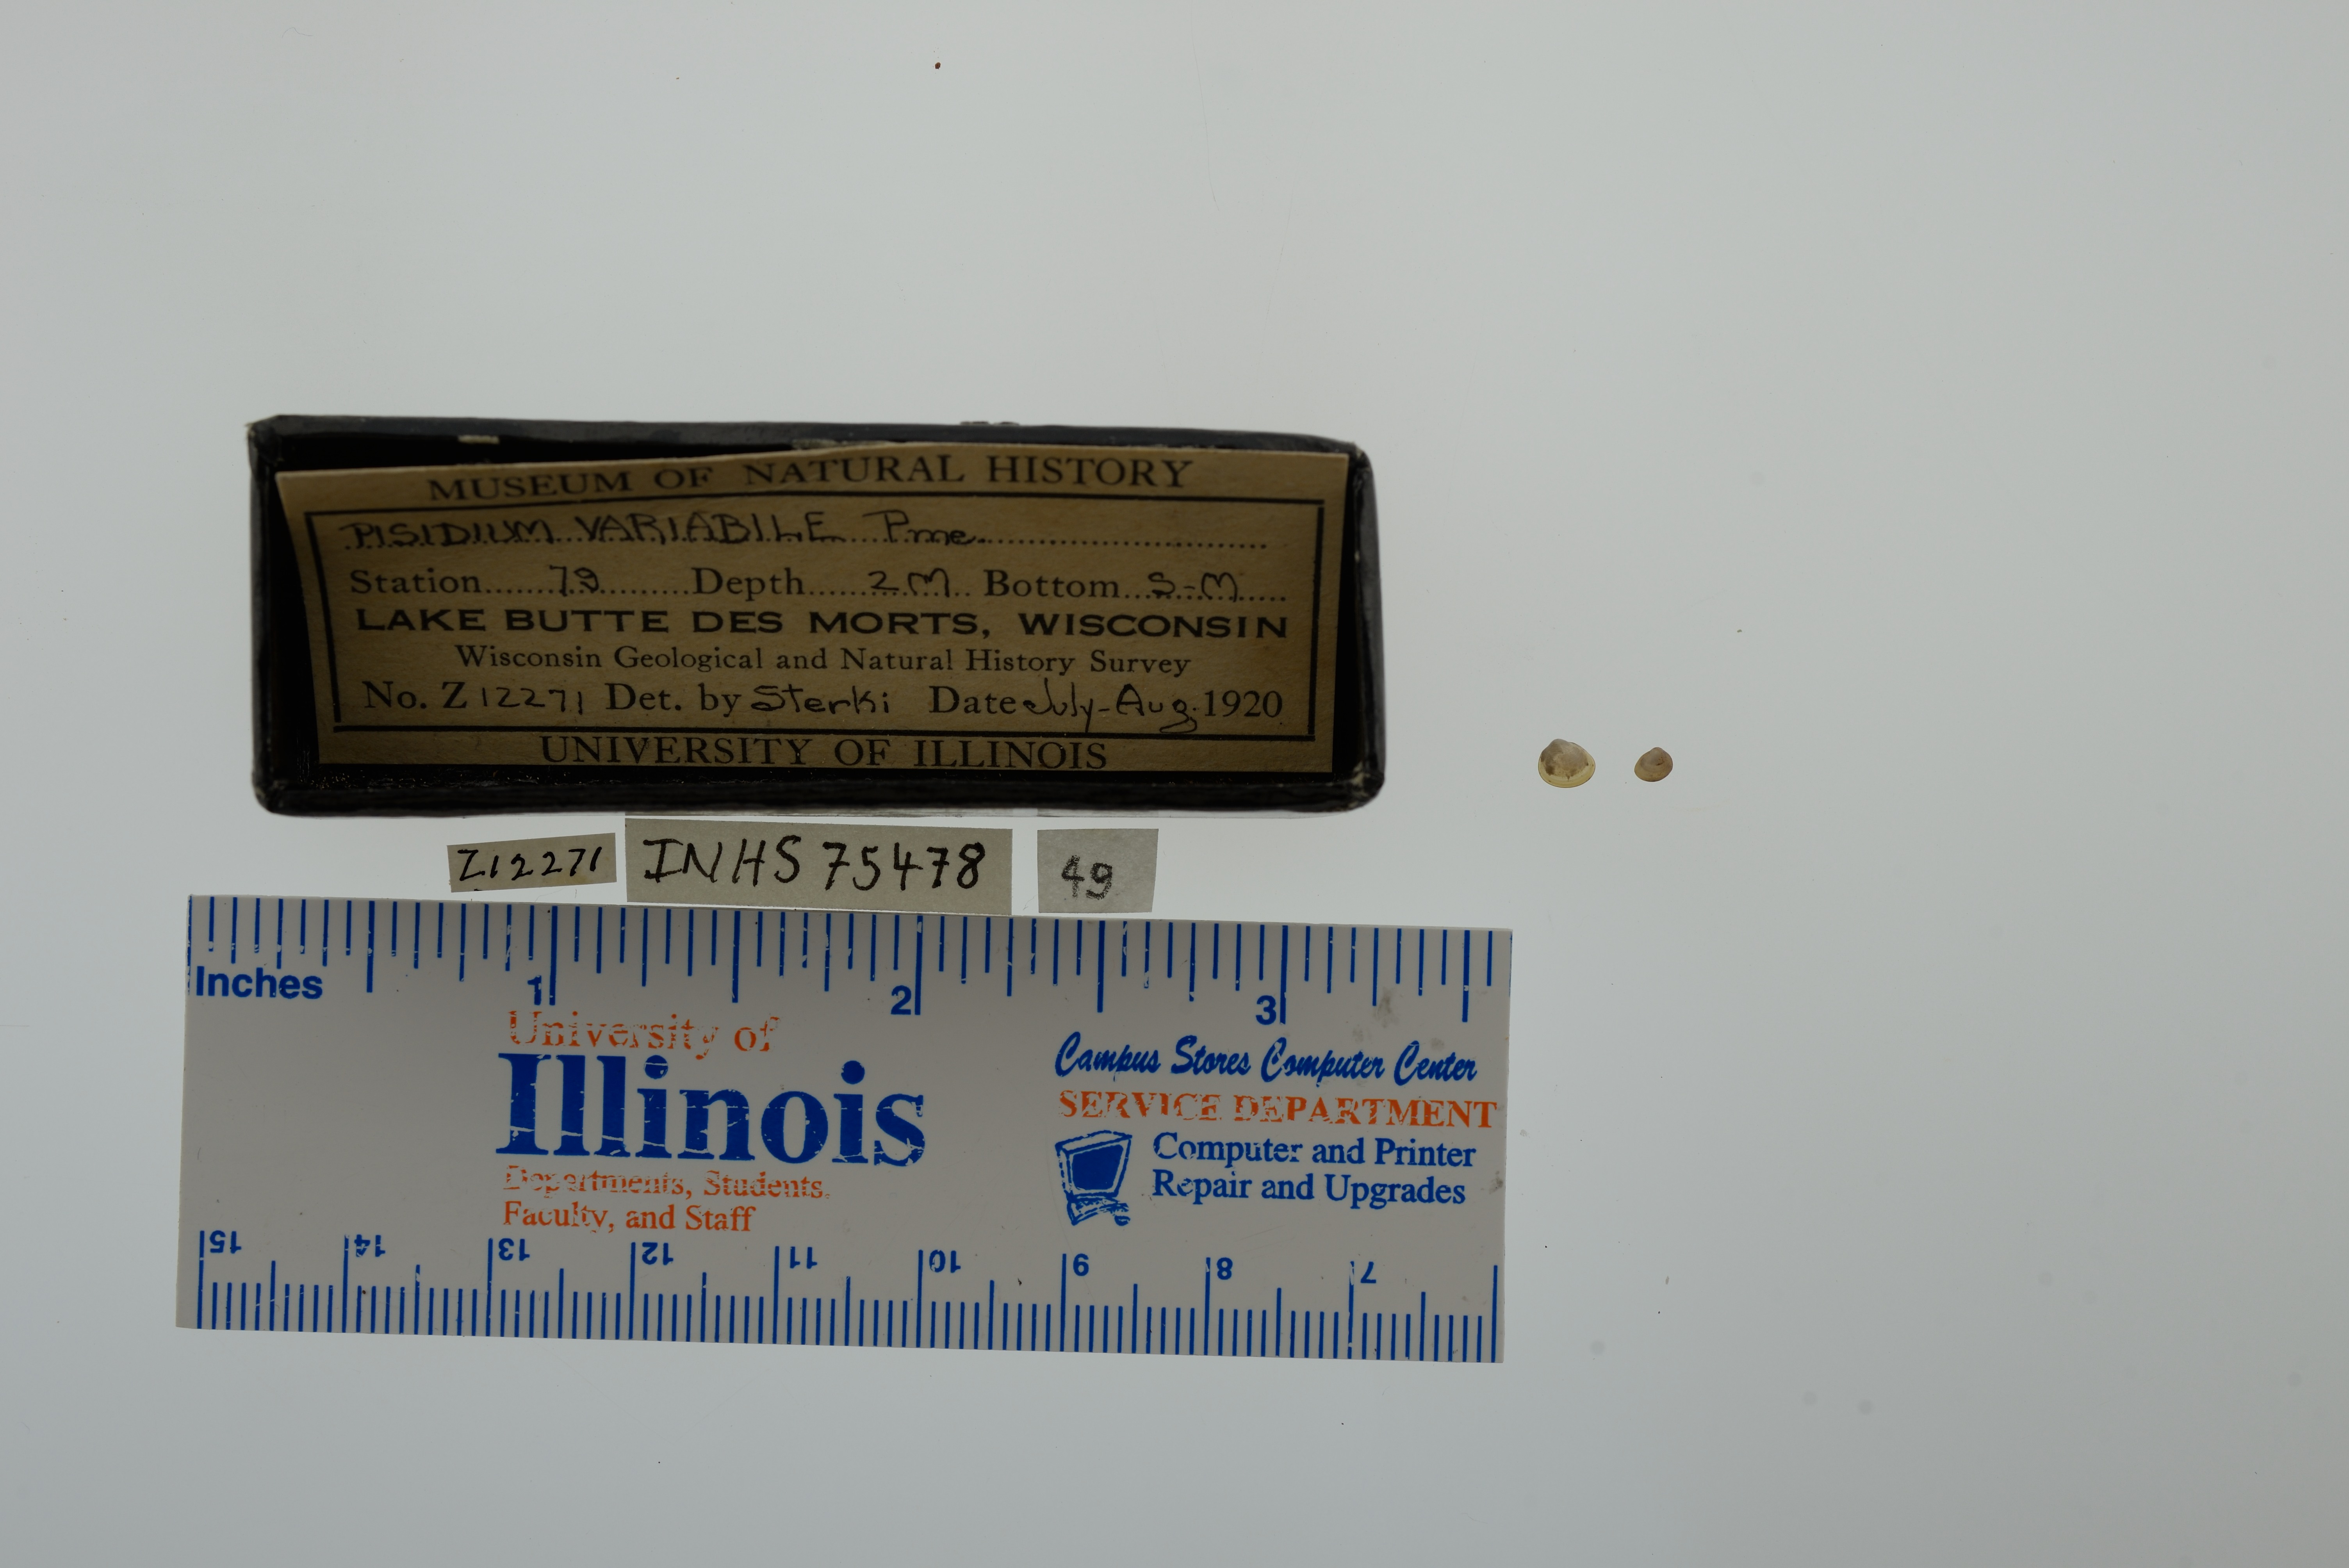 MUSEUM OF NATURAL HISTORY
PISIDIUM VARIABILE Pme.
Station 79 Depth 2 M Bottom S-M
LAKE BUTTE DES MORTS, WISCONSIN
Wisconsin Geological and Natural History Survey
No. Z 12271 Det. by Sterki Date July-Aug. 1920
UNIVERSITY OF ILLINOIS
Z12271 INHS 75478 49
Inches 1 2 3
University of
Illinois
Departments, Students,
Faculty, and Staff
Campus Stores Computer Center
SERVICE DEPARTMENT
Computer and Printer
Repair and Upgrades
15 14 13 12 11 10 9 8 7